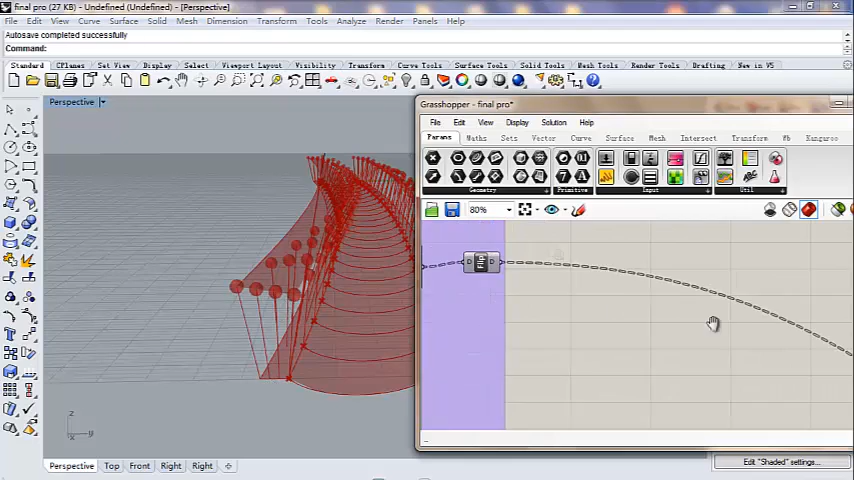 final pro (27 KB) - Undefined (Undefined) - [Perspective]
File Edit View Curve Surface Solid Mesh Dimension Transform Tools Analyze Render Panels Help
Autosave completed successfully
Command:
Standard CPlanes Set View Display Select Viewport Layout Visibility Transform Curve Tools Surface Tools Solid Tools Mesh Tools Render Tools Drafting New in V5
Perspective
Grasshopper - final pro*
File Edit View Display Solution Help
Params Maths Sets Vector Curve Surface Mesh Intersect Transform Wb Kangaroo
Geometry Primitive Input Util
80%
D Flip D
z
x y
Perspective Top Front Right Right
Edit "Shaded" settings...